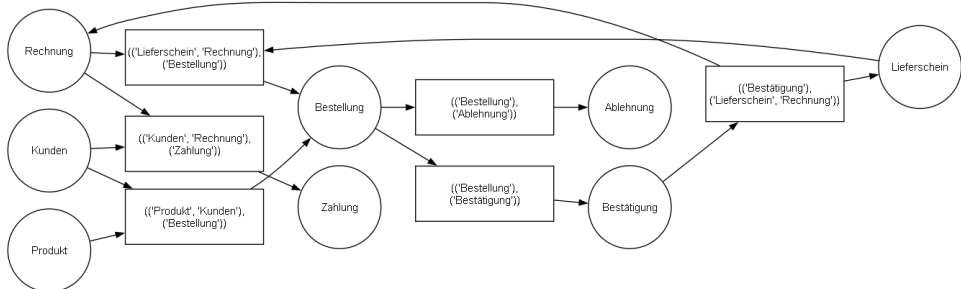 Rechnung
(('Lieferschein', 'Rechnung'),
('Bestellung'))
Lieferschein
(('Bestätigung'),
('Lieferschein', 'Rechnung'))
Bestellung
(('Bestellung'),
('Ablehnung'))
Ablehnung
Kunden
(('Kunden', 'Rechnung'),
('Zahlung'))
(('Produkt', 'Kunden'),
('Bestellung'))
Zahlung
(('Bestellung'),
('Bestätigung'))
Bestätigung
Produkt